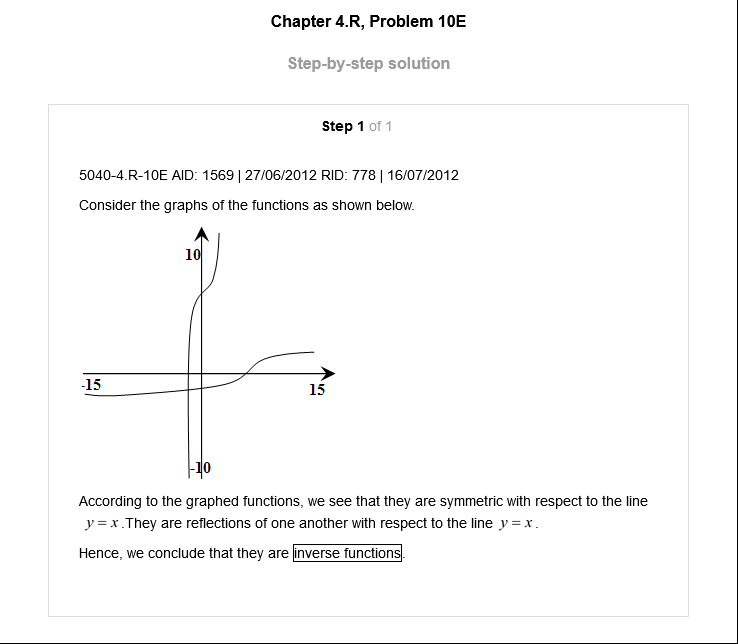 Chapter 4.R, Problem 10E
Step-by-step solution
Step 1 of 1
5040-4.R-10E AID: 1569 | 27/06/2012 RID: 778 | 16/07/2012
Consider the graphs of the functions as shown below.
10
-15
15
-10
According to the graphed functions, we see that they are symmetric with respect to the line
y = x .They are reflections of one another with respect to the line y = x .
Hence, we conclude that they are inverse functions.